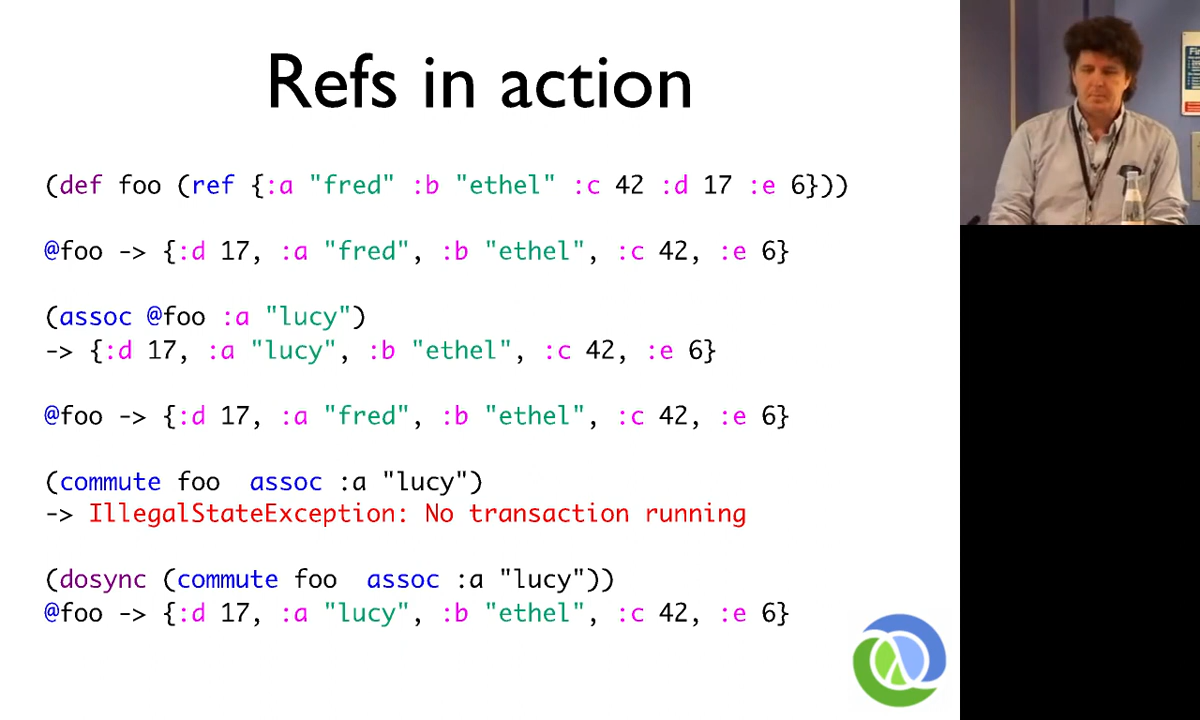 Refs in action
(def foo (ref {:a "fred" :b "ethel" :c 42 :d 17 :e 6}))
@foo -> {:d 17, :a "fred", :b "ethel", :c 42, :e 6}
(assoc @foo :a "lucy")
-> {:d 17, :a "lucy", :b "ethel", :c 42, :e 6}
@foo -> {:d 17, :a "fred", :b "ethel", :c 42, :e 6}
(commute foo  assoc :a "lucy")
-> IllegalStateException: No transaction running
(dosync (commute foo  assoc :a "lucy"))
@foo -> {:d 17, :a "lucy", :b "ethel", :c 42, :e 6}